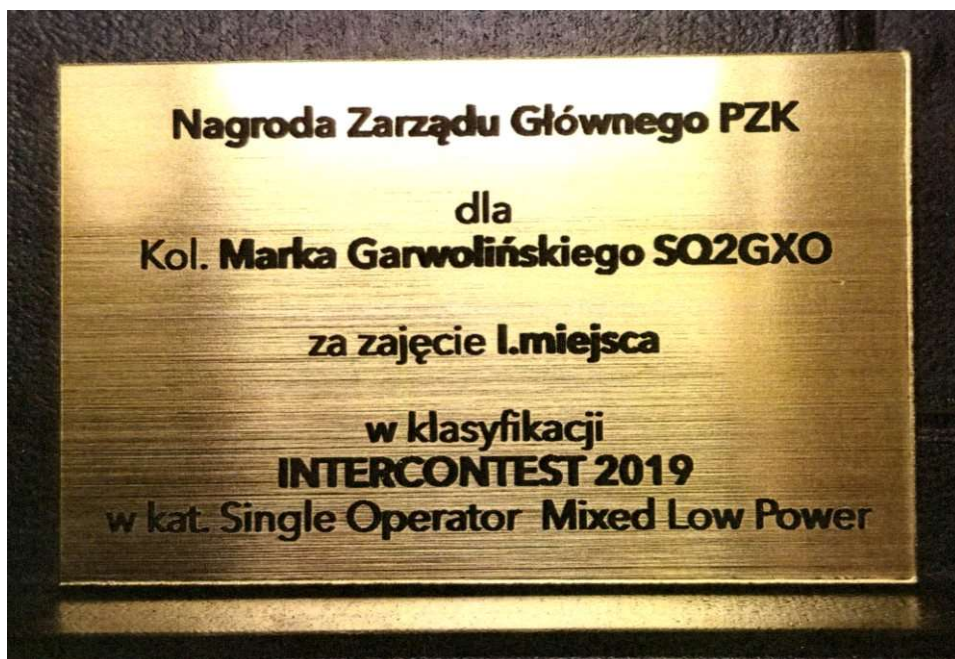 Nagroda Zarządu Głównego PZK
dla
Kol. Marka Garwolińskiego SQ2GXO
za zajęcie I.miejsca
w klasyfikacji
INTERCONTEST 2019
w kat. Single Operator Mixed Low Power